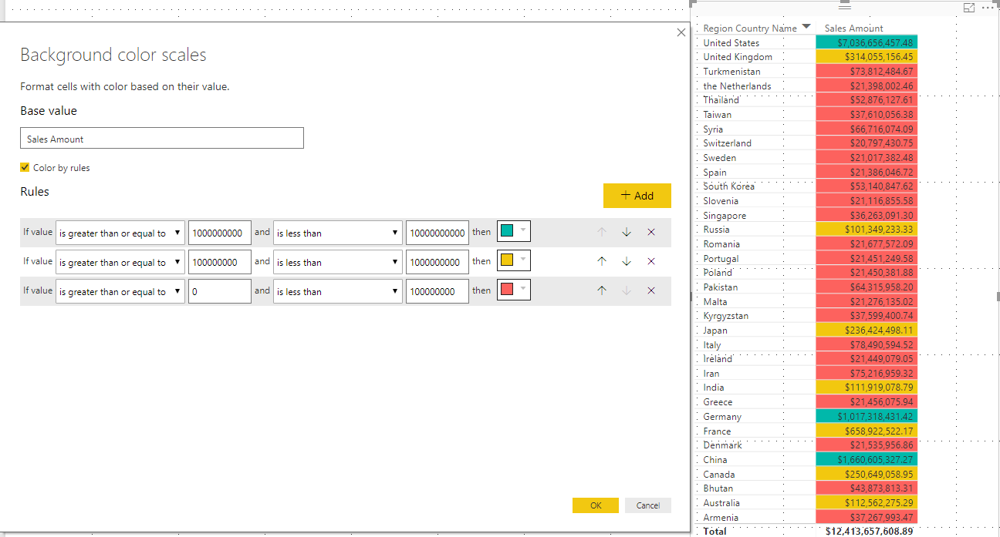 Background color scales
Format cells with color based on their value.
Base value
Sales Amount
Color by rules
Rules
+ Add
If value is greater than or equal to 1000000000 and is less than 10000000000 then
If value is greater than or equal to 100000000 and is less than 1000000000 then
If value is greater than or equal to 0 and is less than 100000000 then
OK Cancel
Region Country Name Sales Amount
United States $7,036,656,457.48
United Kingdom $314,055,156.45
Turkmenistan $73,812,484.67
the Netherlands $21,398,002.46
Thailand $52,876,127.61
Taiwan $37,610,056.38
Syria $66,716,074.09
Switzerland $20,797,430.75
Sweden $21,017,382.48
Spain $21,386,046.72
South Korea $53,140,847.62
Slovenia $21,116,855.58
Singapore $36,263,091.30
Russia $101,349,233.33
Romania $21,677,572.09
Portugal $21,451,249.58
Poland $21,450,381.88
Pakistan $64,315,958.20
Malta $21,276,135.02
Kyrgyzstan $37,599,400.74
Japan $236,424,498.11
Italy $78,490,594.52
Ireland $21,449,079.05
Iran $75,216,959.32
India $111,919,078.79
Greece $21,456,075.94
Germany $1,017,318,431.42
France $658,922,522.17
Denmark $21,535,956.86
China $1,660,605,327.27
Canada $250,649,058.95
Bhutan $43,873,813.31
Australia $112,562,275.29
Armenia $37,267,993.47
Total $12,413,657,608.89